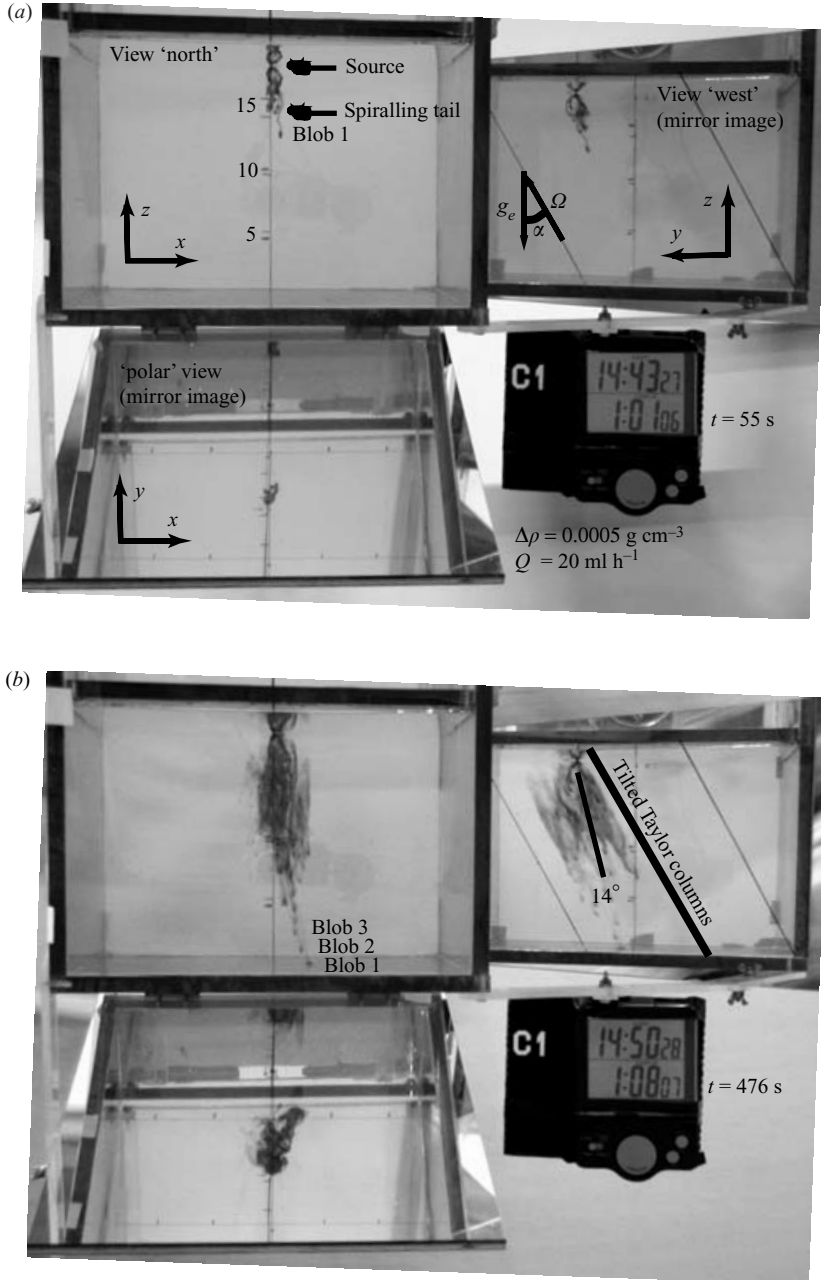 (a)
View ‘north’
Source
15
Spiralling tail
Blob 1
10
5
z
x
View ‘west’
(mirror image)
g_e
Ω
α
z
y
‘polar’ view
(mirror image)
y
x
C1
14:43 27
1:01 06
t = 55 s
Δρ = 0.0005 g cm⁻³
Q = 20 ml h⁻¹
(b)
Tilted Taylor columns
14°
Blob 3
Blob 2
Blob 1
C1
14:50 28
1:08 07
t = 476 s